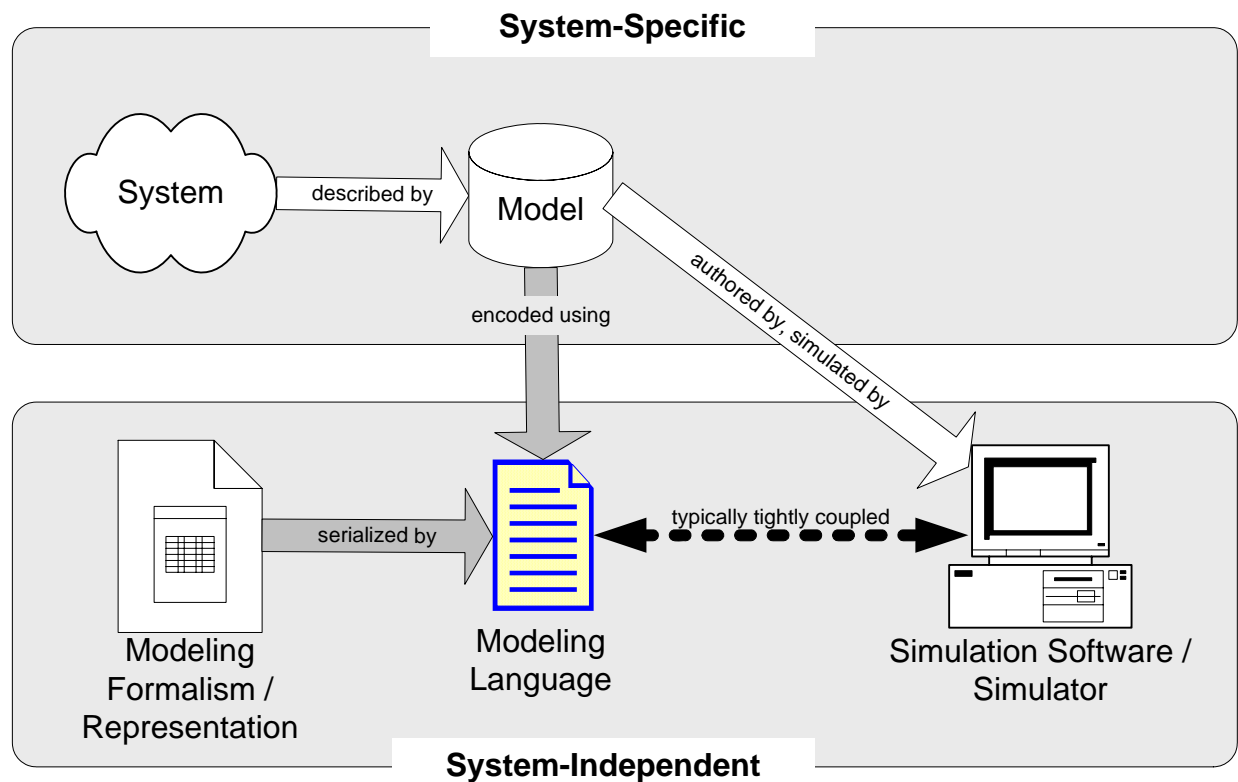 System-Specific
System
described by
Model
encoded using
authored by, simulated by
serialized by
typically tightly coupled
Modeling
Formalism /
Representation
Modeling
Language
Simulation Software /
Simulator
System-Independent